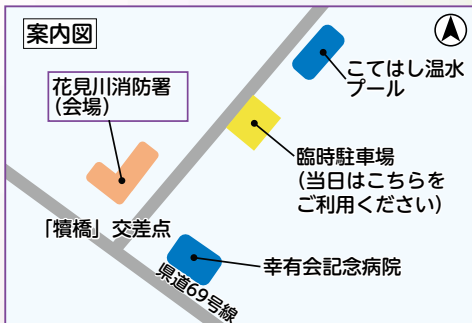 案内図
花見川消防署
（会場）
こてはし温水
プール
臨時駐車場
（当日はこちらを
ご利用ください）
「犢橋」交差点
幸有会記念病院
県道69号線